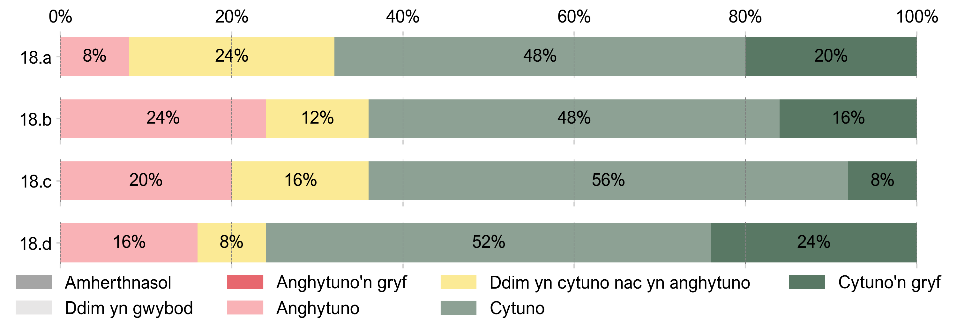 0% 20% 40% 60% 80% 100%
18.a 8% 24% 48% 20%
18.b 24% 12% 48% 16%
18.c 20% 16% 56% 8%
18.d 16% 8% 52% 24%
Amherthnasol Anghytuno'n gryf Ddim yn cytuno nac yn anghytuno Cytuno'n gryf
Ddim yn gwybod Anghytuno Cytuno